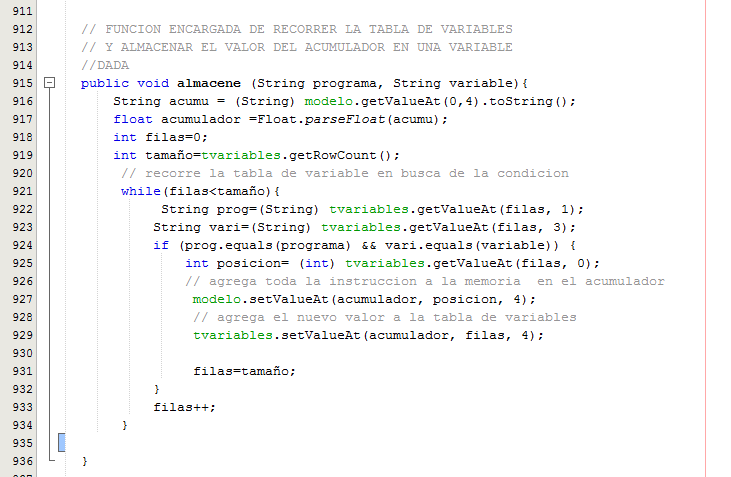 911
912 // FUNCION ENCARGADA DE RECORRER LA TABLA DE VARIABLES
913 // Y ALMACENAR EL VALOR DEL ACUMULADOR EN UNA VARIABLE
914 //DADA
915 public void almacene (String programa, String variable){
916 String acumu = (String) modelo.getValueAt(0,4).toString();
917 float acumulador =Float.parseFloat(acumu);
918 int filas=0;
919 int tamaño=tvariables.getRowCount();
920 // recorre la tabla de variable en busca de la condicion
921 while(filas<tamaño){
922 String prog=(String) tvariables.getValueAt(filas, 1);
923 String vari=(String) tvariables.getValueAt(filas, 3);
924 if (prog.equals(programa) && vari.equals(variable)) {
925 int posicion= (int) tvariables.getValueAt(filas, 0);
926 // agrega toda la instruccion a la memoria  en el acumulador
927 modelo.setValueAt(acumulador, posicion, 4);
928 // agrega el nuevo valor a la tabla de variables
929 tvariables.setValueAt(acumulador, filas, 4);
930
931 filas=tamaño;
932 }
933 filas++;
934 }
935
936 }